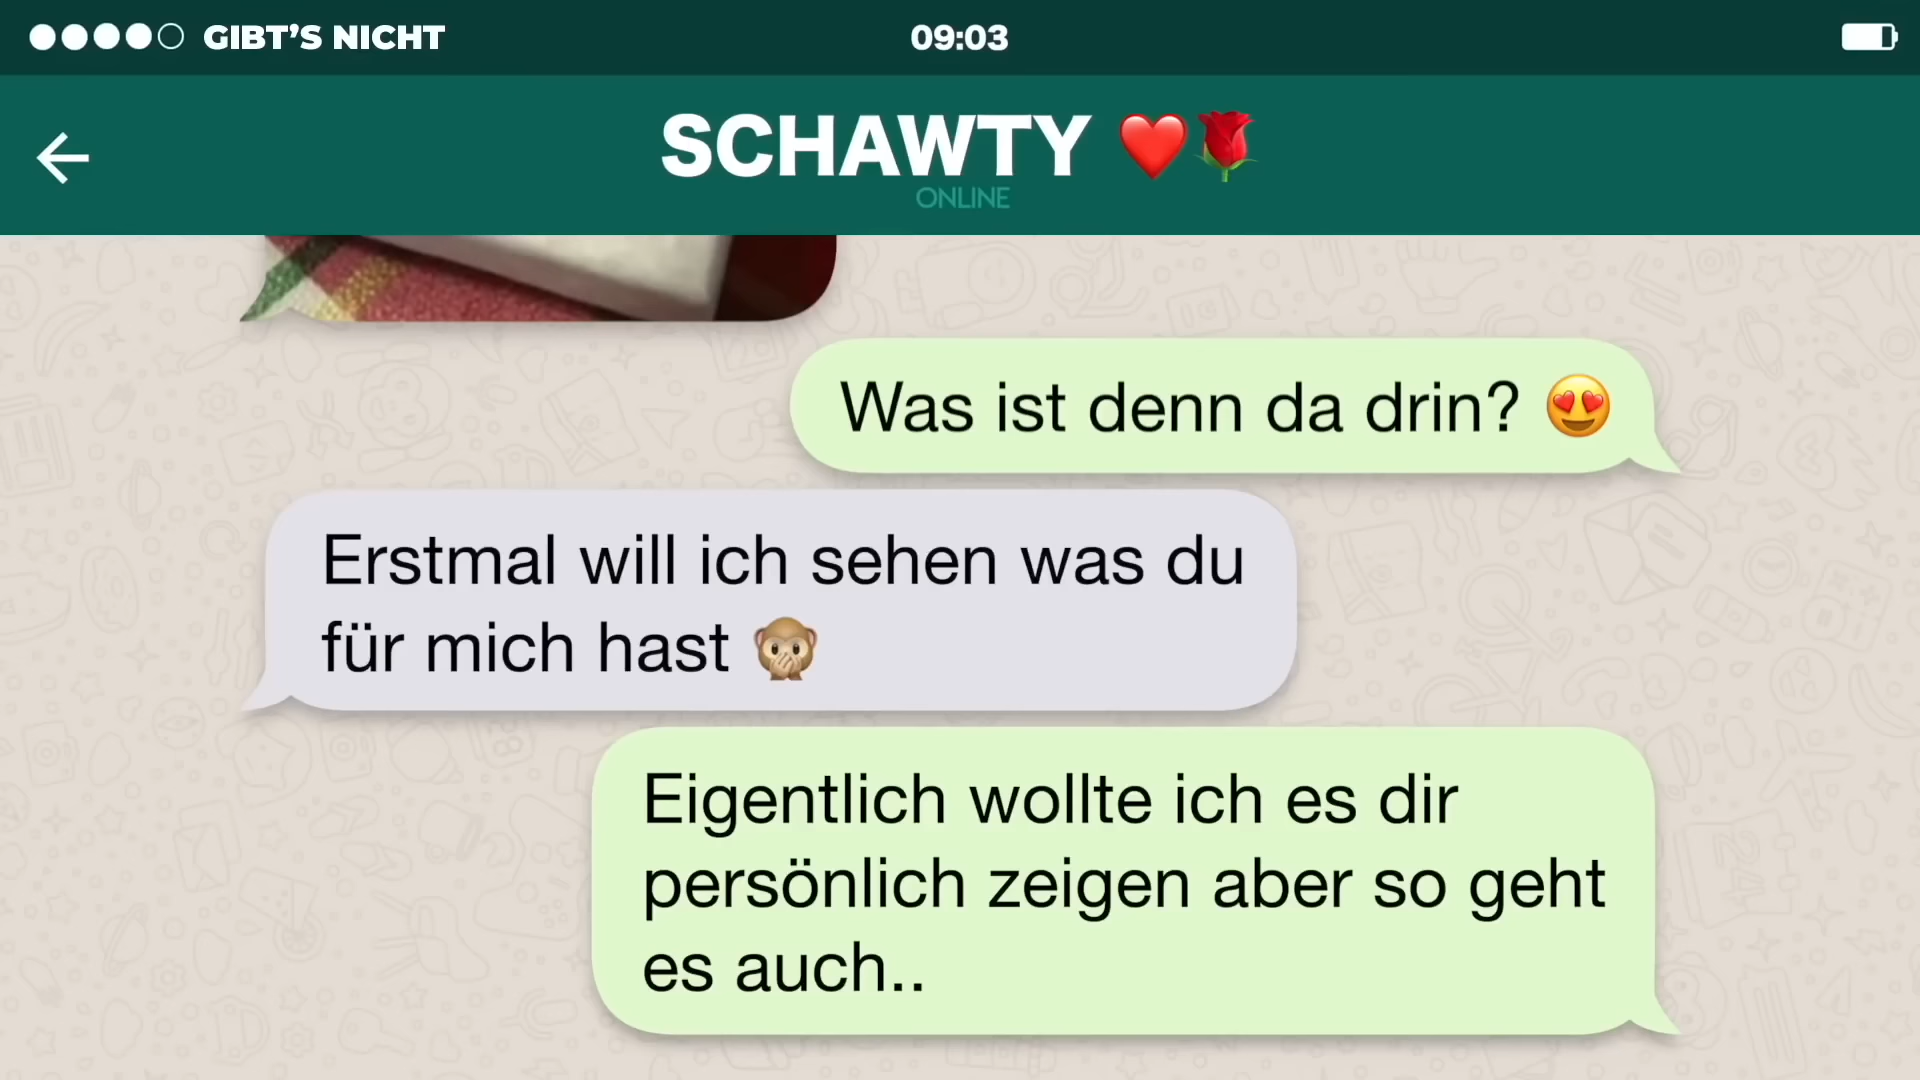 GIBT’S NICHT
09:03
SCHAWTY ❤️🌹
ONLINE
Was ist denn da drin? 😍
Erstmal will ich sehen was du
für mich hast 🙊
Eigentlich wollte ich es dir
persönlich zeigen aber so geht
es auch..